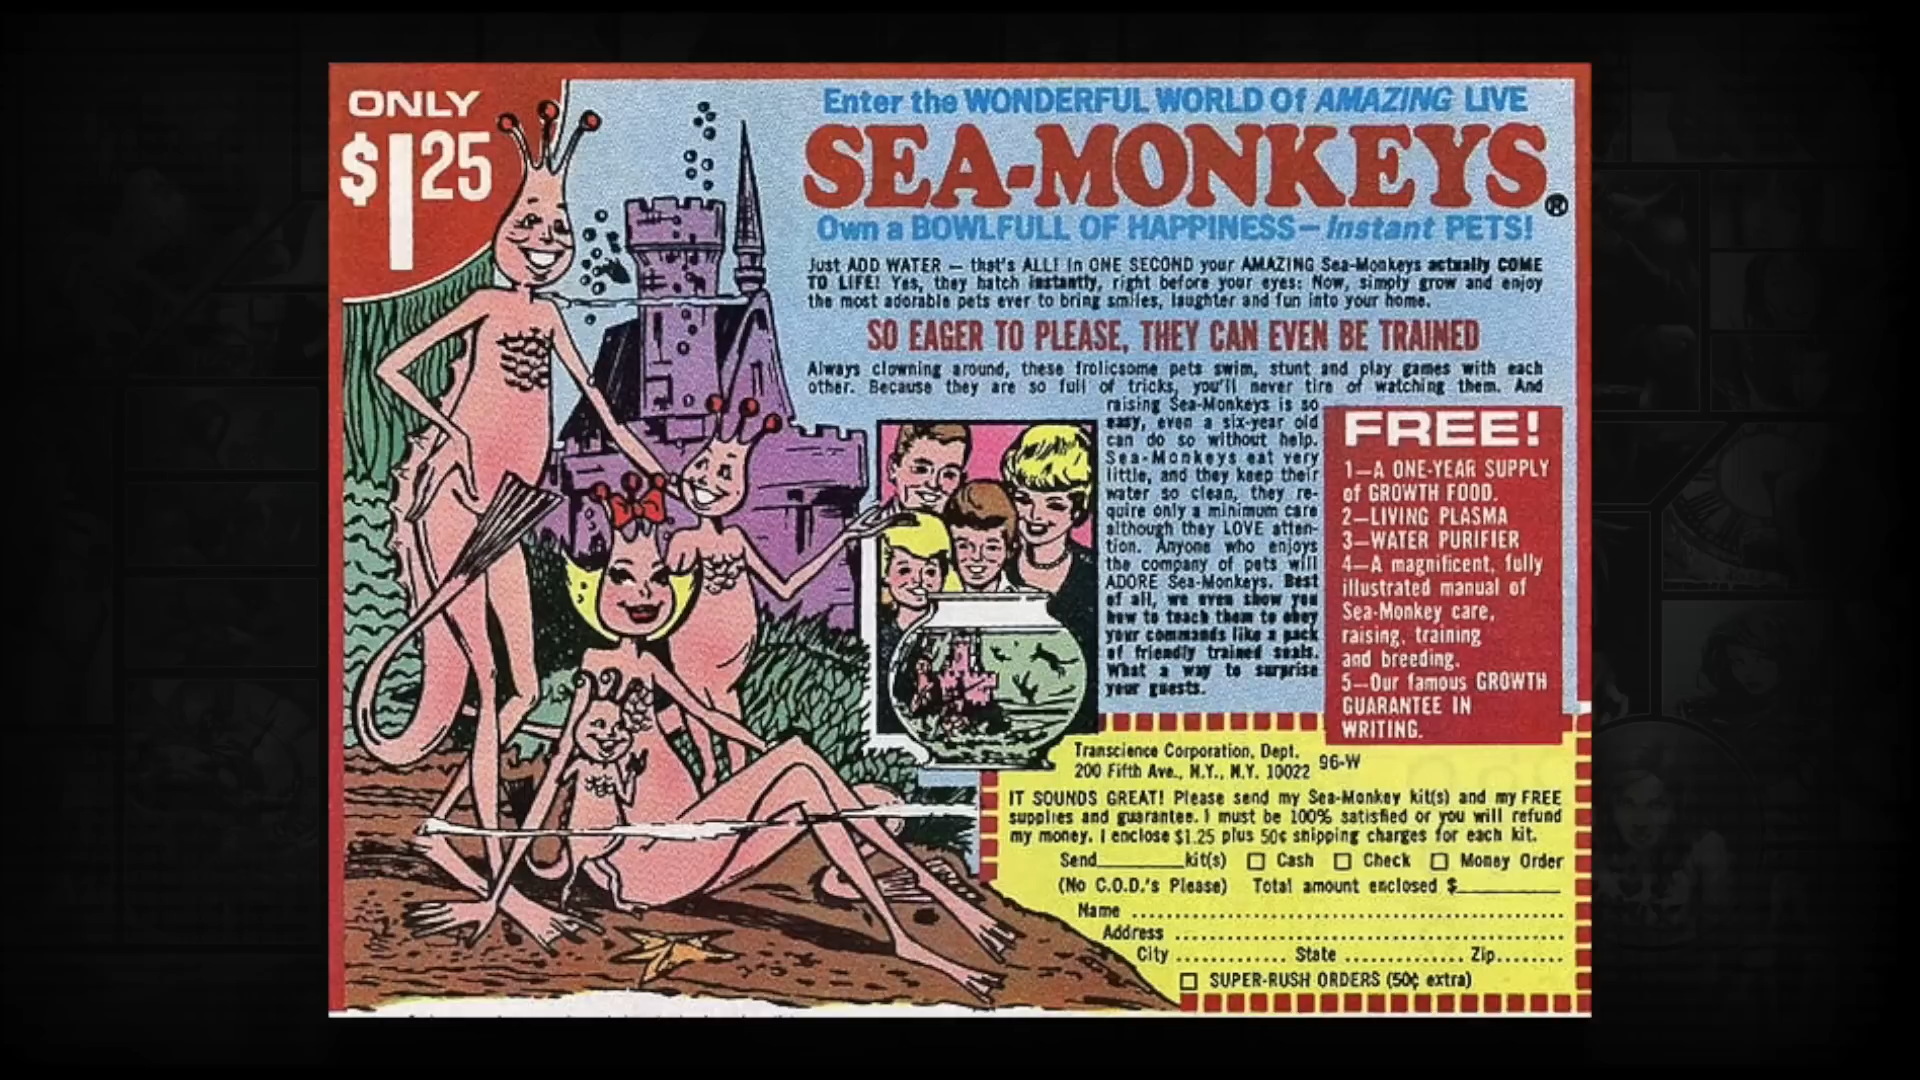 ONLY
$1.25
Enter the WONDERFUL WORLD Of AMAZING LIVE
SEA-MONKEYS®
Own a BOWLFULL OF HAPPINESS—Instant PETS!
Just ADD WATER — that's ALL! In ONE SECOND your AMAZING Sea-Monkeys actually COME
TO LIFE! Yes, they hatch instantly, right before your eyes: Now, simply grow and enjoy
the most adorable pets ever to bring smiles, laughter and fun into your home.
SO EAGER TO PLEASE, THEY CAN EVEN BE TRAINED
Always clowning around, these frolicsome pets swim, stunt and play games with each
other. Because they are so full of tricks, you'll never tire of watching them. And
raising Sea-Monkeys is so
easy, even a six-year old
can do so without help.
Sea-Monkeys eat very
little, and they keep their
water so clean, they re-
quire only a minimum care
although they LOVE atten-
tion. Anyone who enjoys
the company of pets will
ADORE Sea-Monkeys. Best
of all, we even show you
how to teach them to obey
your commands like a pack
of friendly trained seals.
What a way to surprise
your guests.
FREE!
1—A ONE-YEAR SUPPLY
of GROWTH FOOD.
2—LIVING PLASMA
3—WATER PURIFIER
4—A magnificent, fully
illustrated manual of
Sea-Monkey care,
raising, training
and breeding.
5—Our famous GROWTH
GUARANTEE IN
WRITING.
Transcience Corporation, Dept. 96-W
200 Fifth Ave., N.Y., N.Y. 10022
IT SOUNDS GREAT! Please send my Sea-Monkey kit(s) and my FREE
supplies and guarantee. I must be 100% satisfied or you will refund
my money. I enclose $1.25 plus 50¢ shipping charges for each kit.
Send______kit(s) □ Cash □ Check □ Money Order
(No C.O.D.'s Please) Total amount enclosed $______
Name
Address
City State Zip
□ SUPER-RUSH ORDERS (50¢ extra)